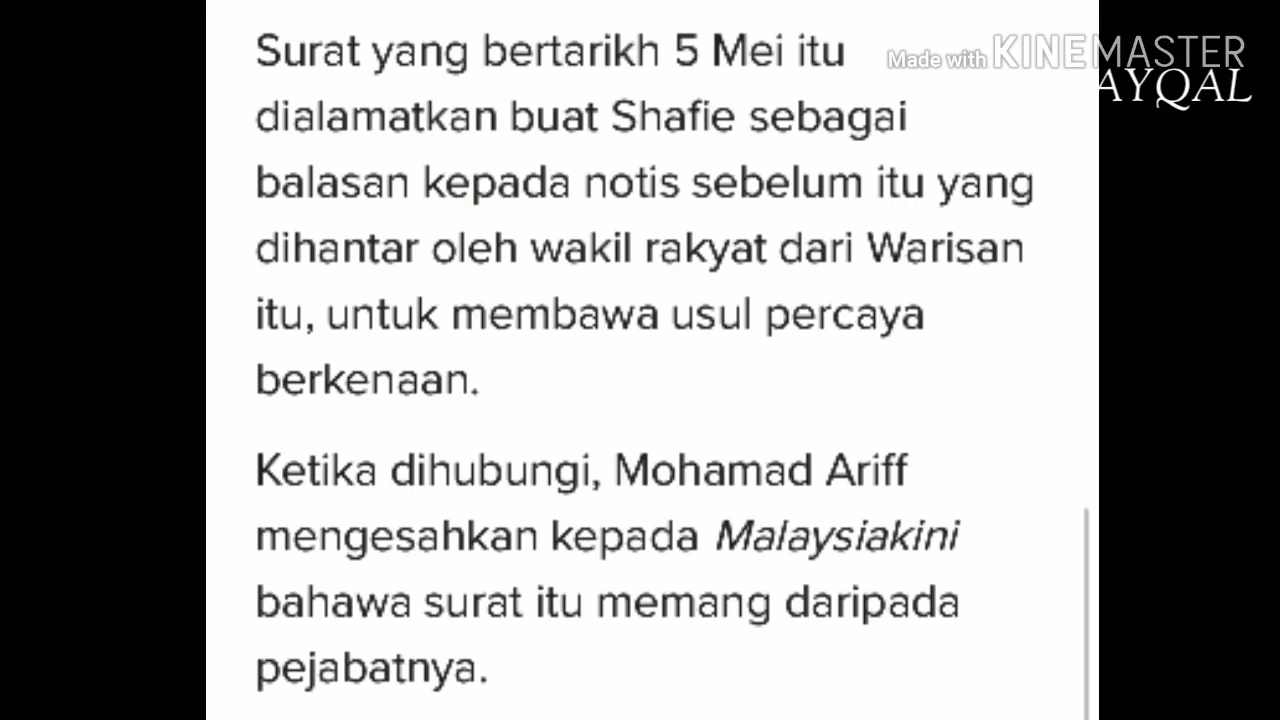 Surat yang bertarikh 5 Mei itu
Made with KINEMASTER
AYQAL
dialamatkan buat Shafie sebagai
balasan kepada notis sebelum itu yang
dihantar oleh wakil rakyat dari Warisan
itu, untuk membawa usul percaya
berkenaan.
Ketika dihubungi, Mohamad Ariff
mengesahkan kepada Malaysiakini
bahawa surat itu memang daripada
pejabatnya.